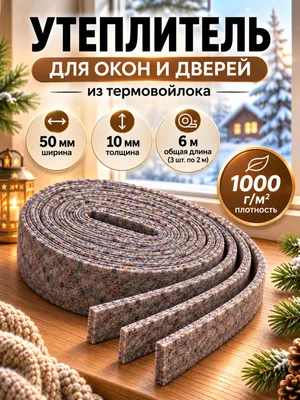 УТЕПЛИТЕЛЬ
ДЛЯ ОКОН И ДВЕРЕЙ
из термовойлока
50 мм
ширина
10 мм
толщина
6 м
общая длина
(3 шт. по 2 м)
1000
г/м²
плотность